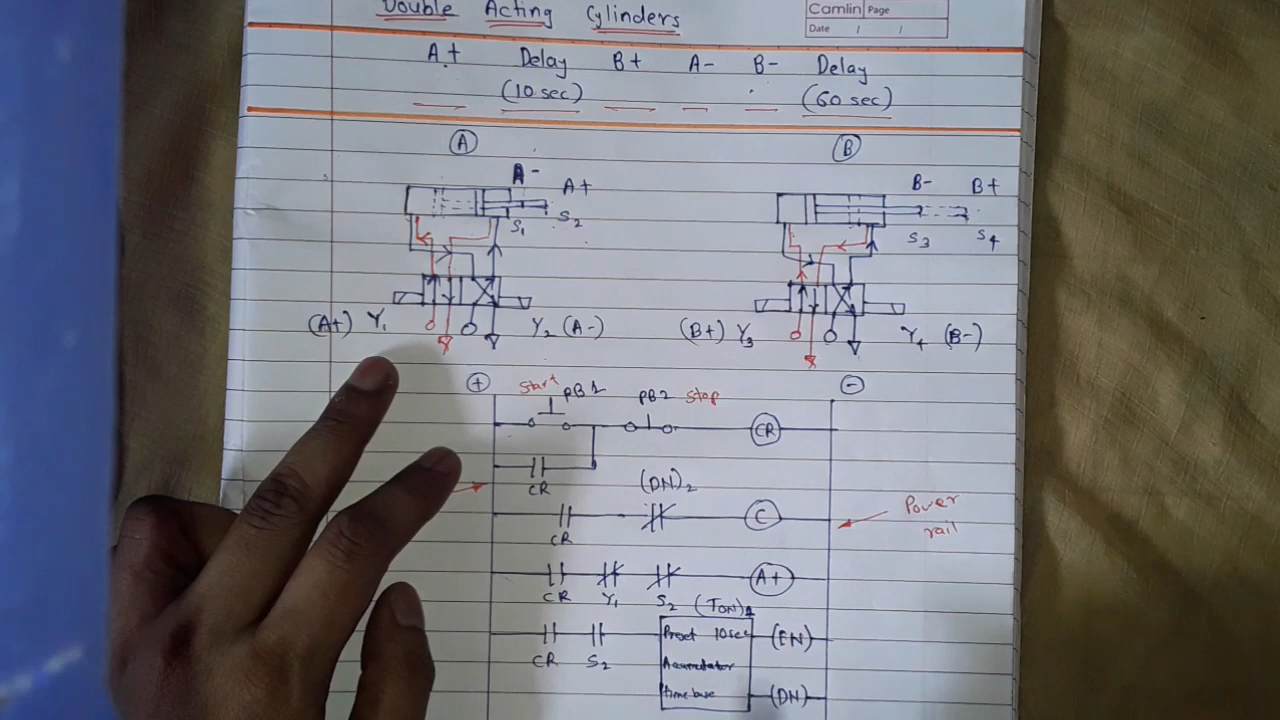 Double Acting Cylinders
Camlin Page
Date / /
A+ Delay B+ A- B- Delay
(10 sec) (60 sec)
A B
A- A+ B- B+
S1 S2 S3 S4
(A+) Y1 Y2 (A-) (B+) Y3 Y4 (B-)
+ Start PB1 PB2 Stop -
CR
CR (DN)2
Power
rail
C
CR
A+
CR Y1 S2 (TON)1
Preset 10sec (EN)
CR S2 Accumulator
time base (DN)